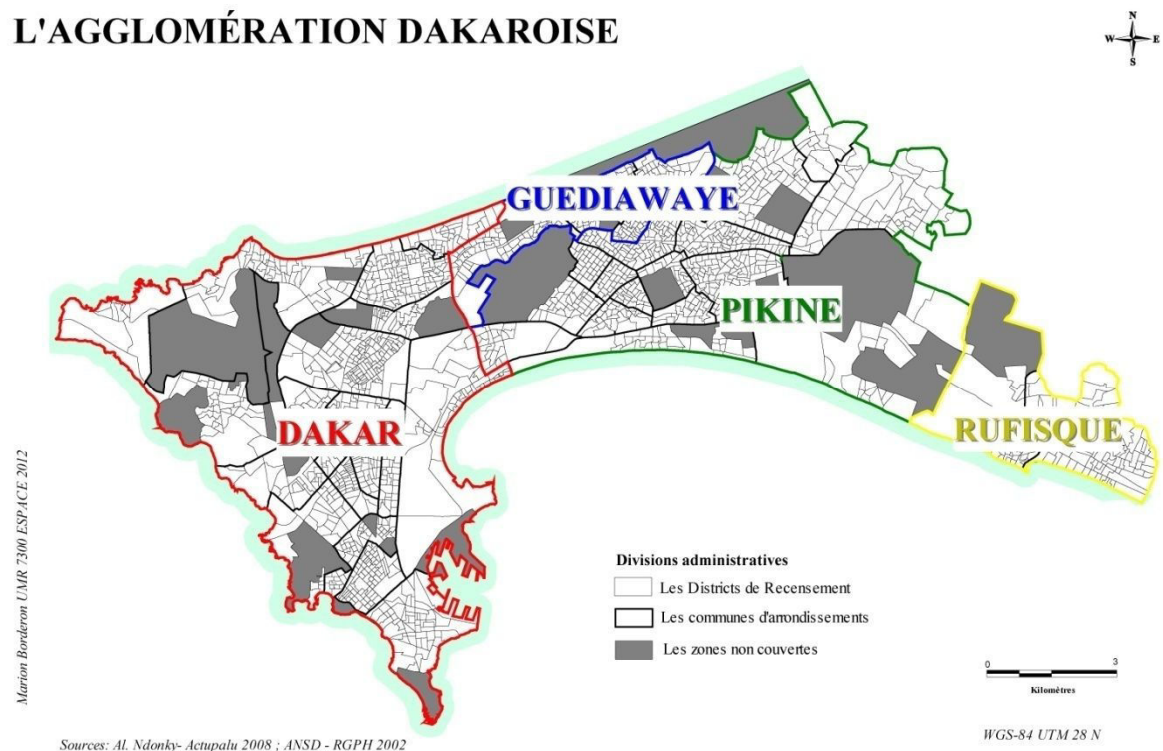 L'AGGLOMÉRATION DAKAROISE
N
W E
S
GUEDIAWAYE
PIKINE
DAKAR
RUFISQUE
Marion Borderon UMR 7300 ESPACE 2012
Divisions administratives
Les Districts de Recensement
Les communes d'arrondissements
Les zones non couvertes
0 3
Kilomètres
Sources: Al. Ndonky- Actupalu 2008 ; ANSD - RGPH 2002
WGS-84 UTM 28 N